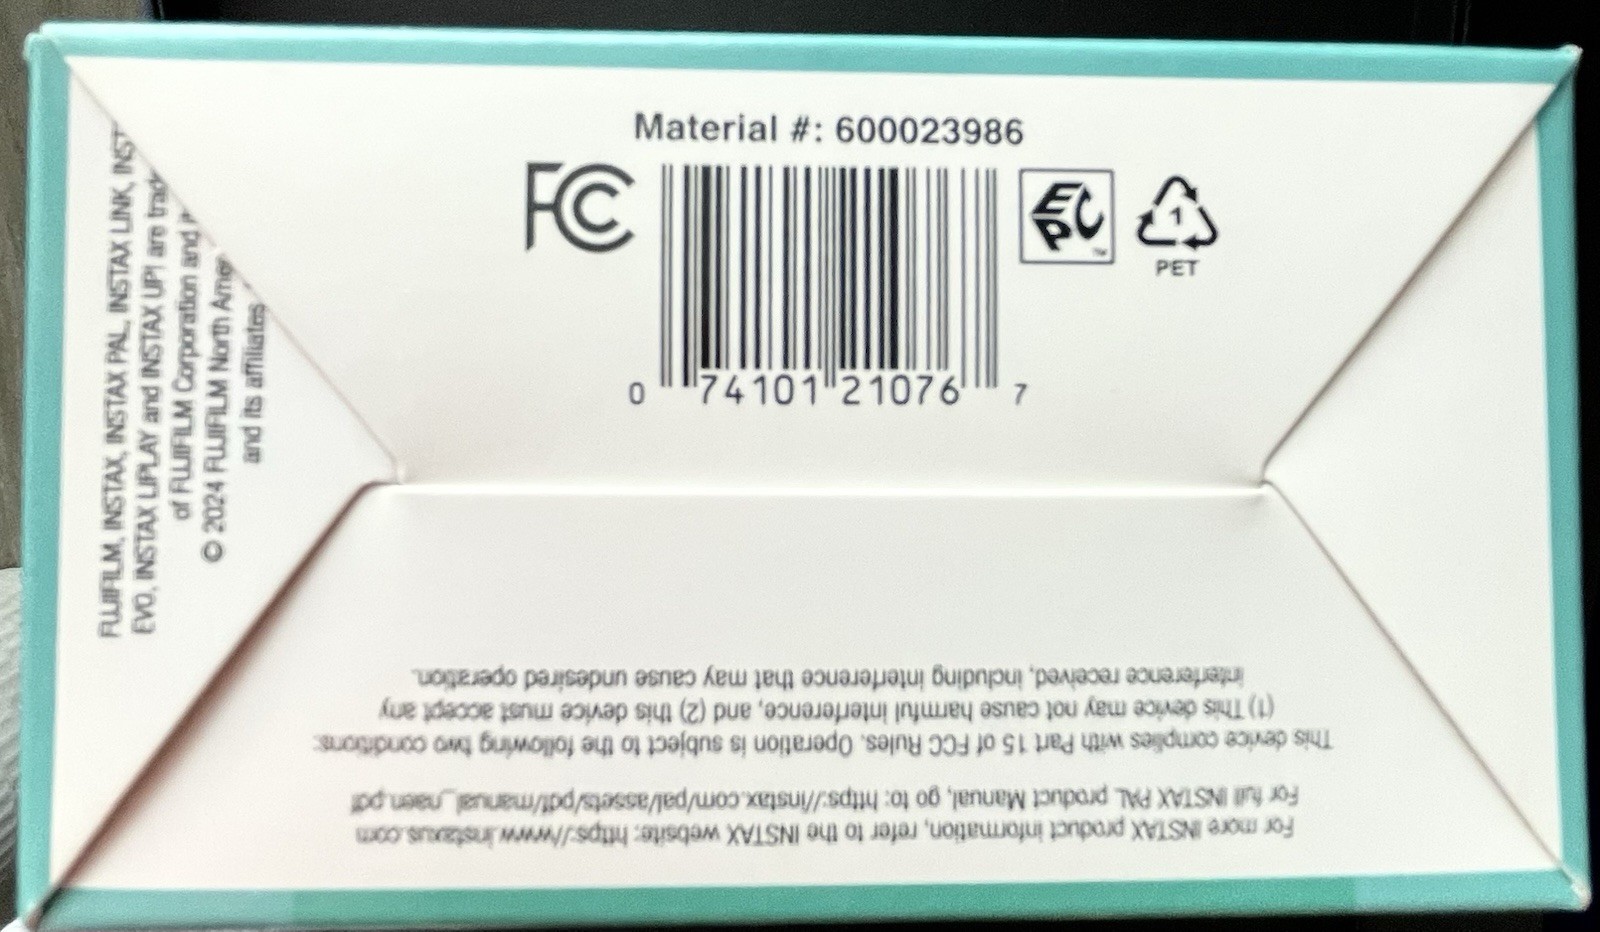 Material #: 600023986
FC
EPC
™
1
PET
0 74101 21076 7
FUJIFILM, INSTAX, INSTAX PAL, INSTAX LINK, INST
EVO, INSTAX LIPLAY and INSTAX UP! are trad
of FUJIFILM Corporation and
© 2024 FUJIFILM North Amer
and its affiliates
For more INSTAX product information, refer to the INSTAX website: https://www.instaxus.com
For full INSTAX PAL product Manual, go to: https://instax.com/pal/assets/pdf/manual_naen.pdf
This device complies with Part 15 of FCC Rules. Operation is subject to the following two conditions:
(1) This device may not cause harmful interference, and (2) this device must accept any
interference received, including interference that may cause undesired operation.